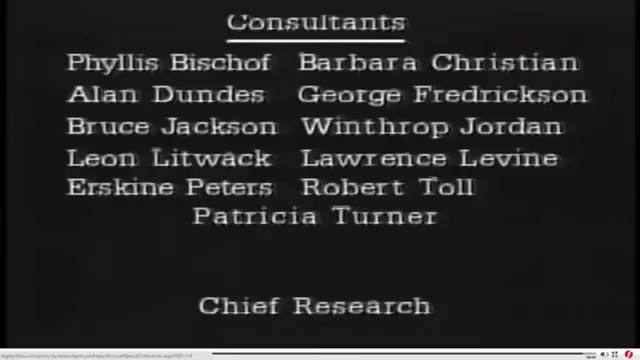 Consultants
Phyllis Bischof Barbara Christian
Alan Dundes George Fredrickson
Bruce Jackson Winthrop Jordan
Leon Litwack Lawrence Levine
Erskine Peters Robert Toll
Patricia Turner
Chief Research